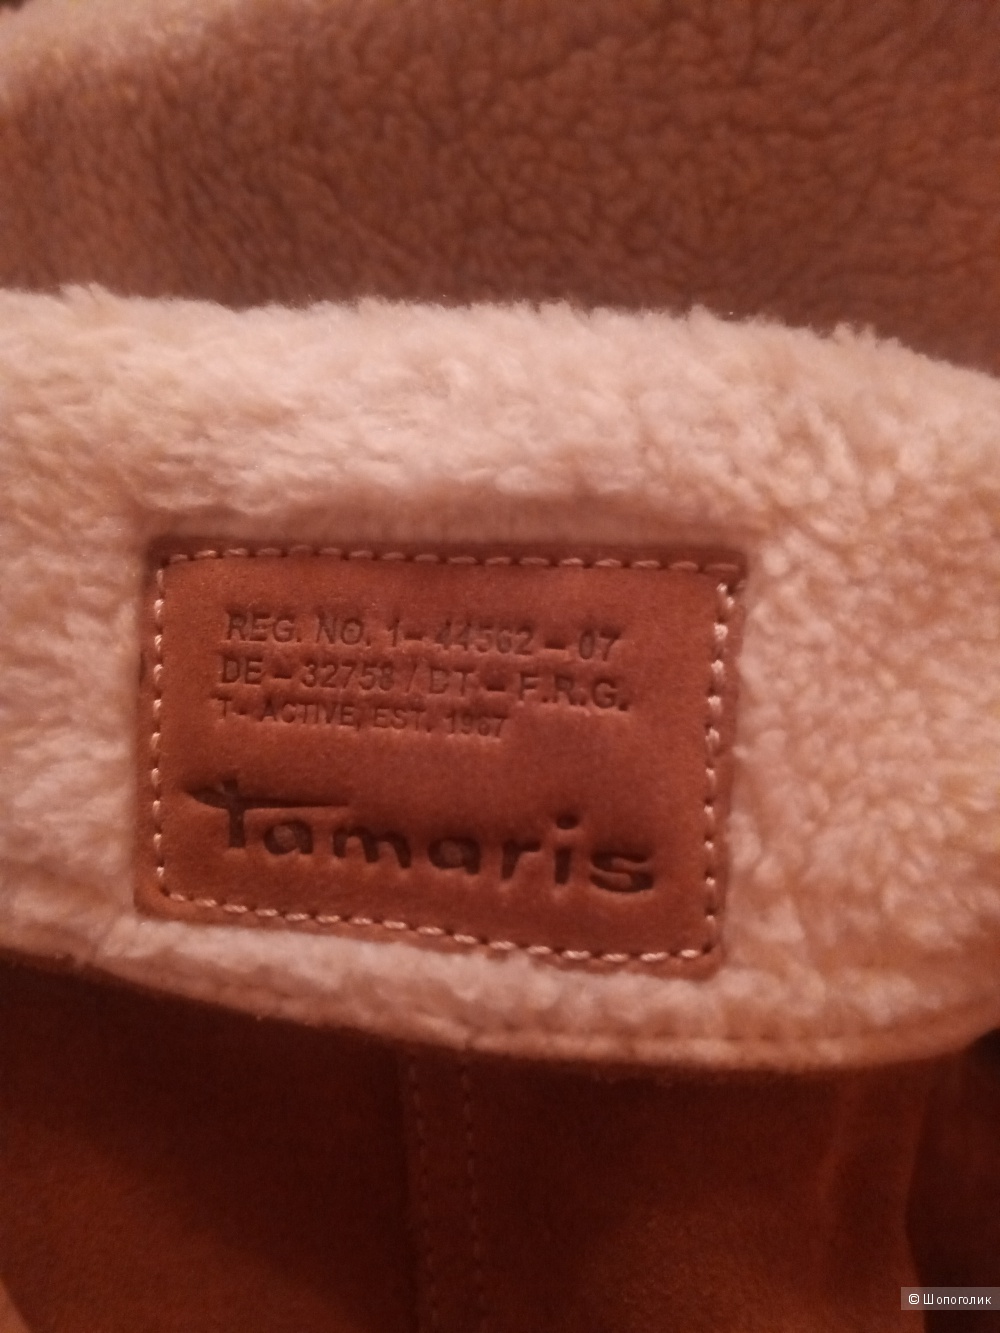 REG. NO. 1-44562-07
DE-32758/DT-F.R.G.
T-ACTIVE, EST. 1967
Tamaris
© Шопоголик